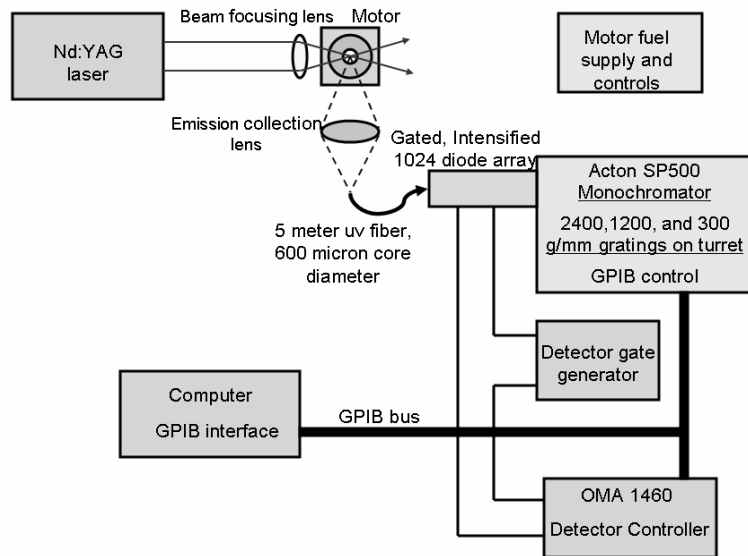 Beam focusing lens
Motor
Nd:YAG
laser
Motor fuel
supply and
controls
Emission collection
lens
Gated, Intensified
1024 diode array
Acton SP500
Monochromator
2400,1200, and 300
g/mm gratings on turret
GPIB control
5 meter uv fiber,
600 micron core
diameter
Detector gate
generator
Computer
GPIB interface
GPIB bus
OMA 1460
Detector Controller